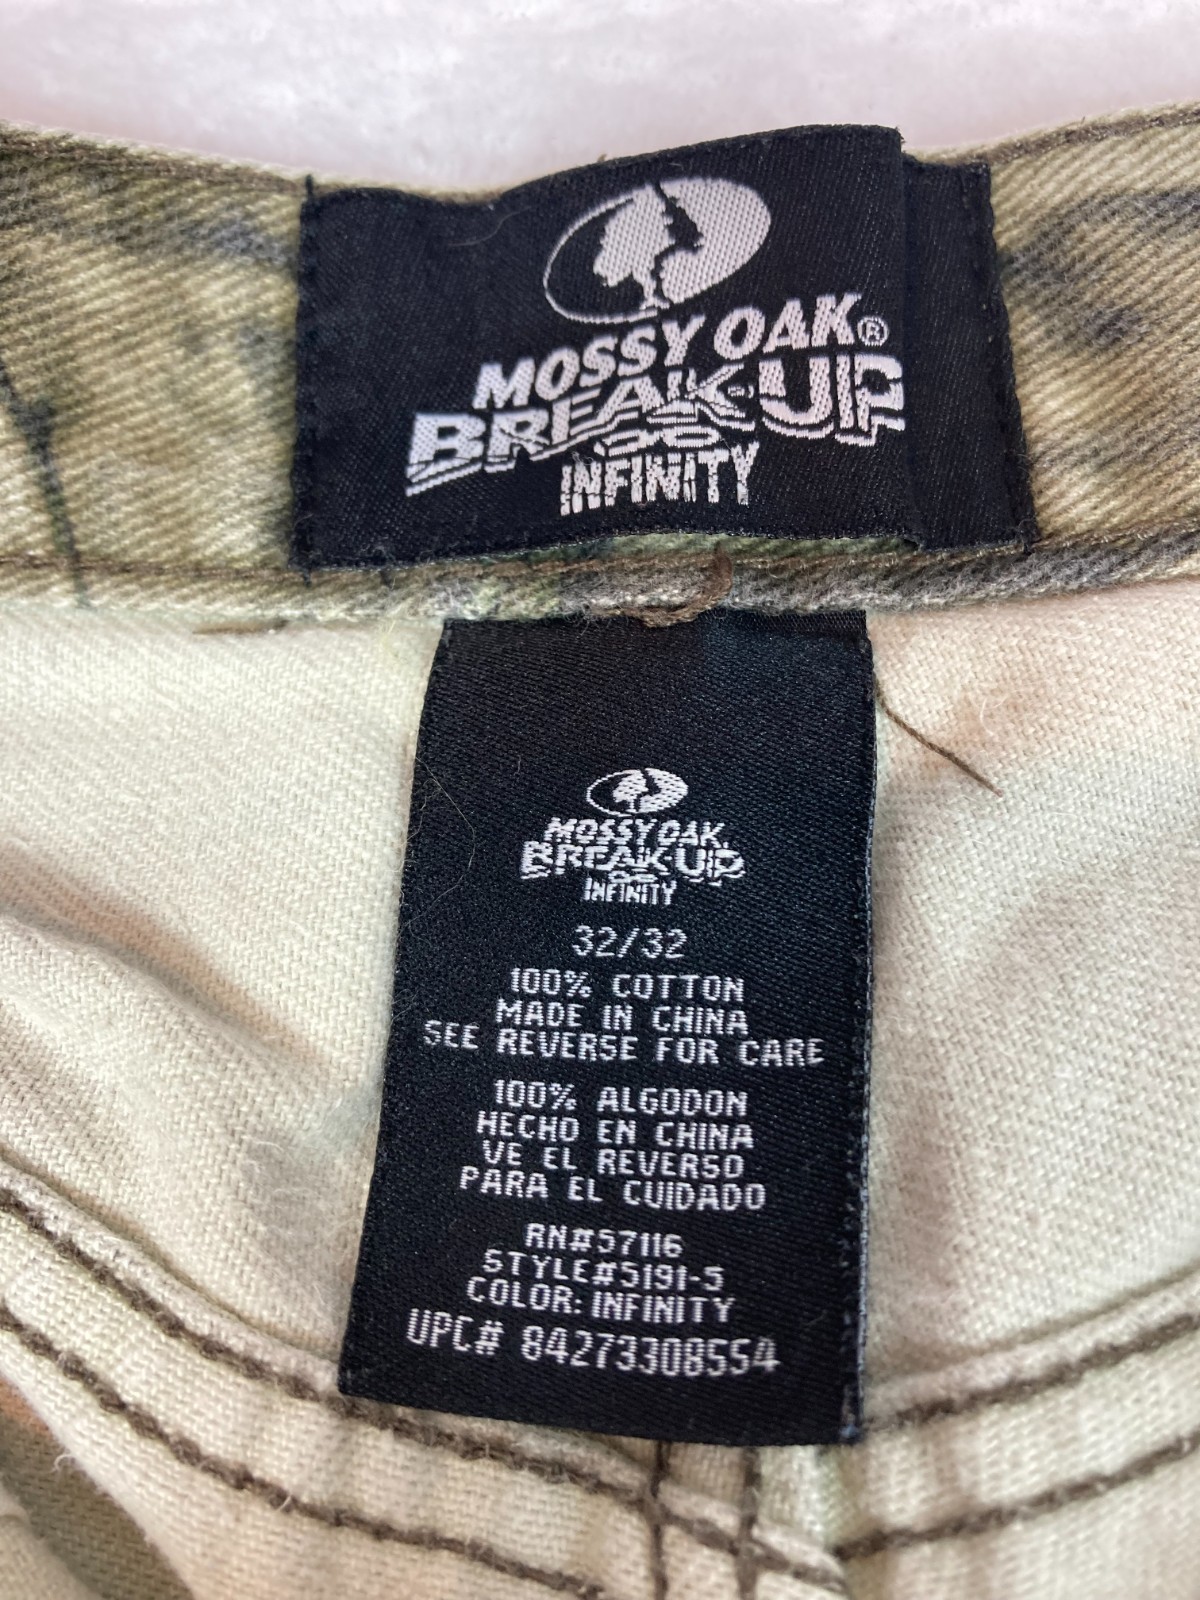 MOSSY OAK®
BREAK-UP
INFINITY
MOSSY OAK
BREAK-UP
INFINITY
32/32
100% COTTON
MADE IN CHINA
SEE REVERSE FOR CARE
100% ALGODON
HECHO EN CHINA
VE EL REVERSO
PARA EL CUIDADO
RN#57116
STYLE#5191-5
COLOR: INFINITY
UPC# 84273308554